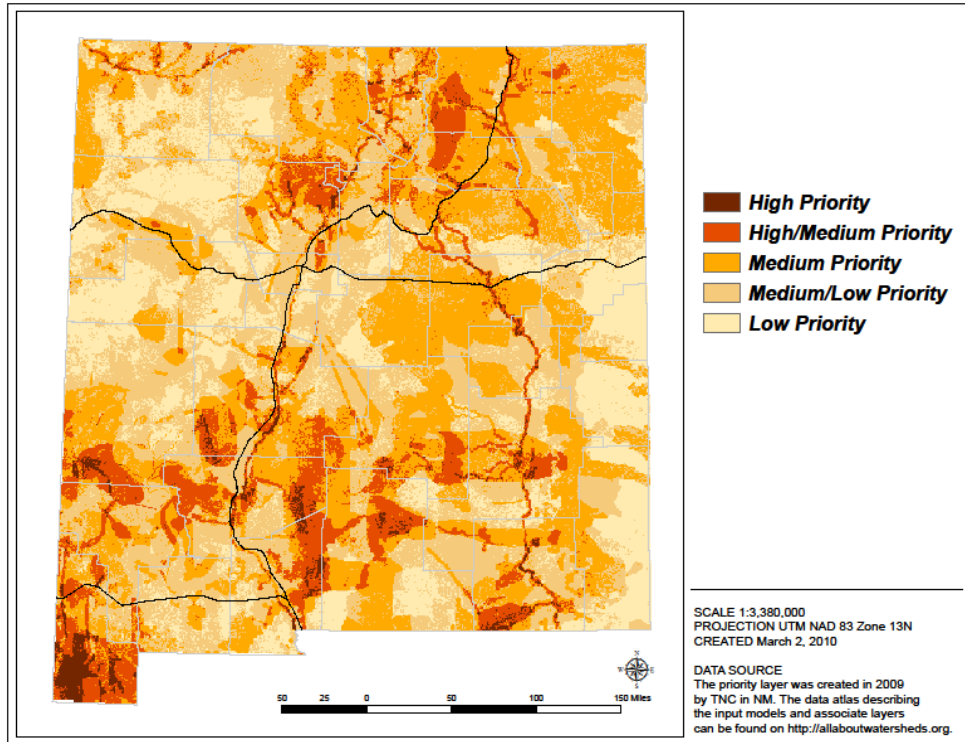 High Priority
High/Medium Priority
Medium Priority
Medium/Low Priority
Low Priority
SCALE 1:3,380,000
PROJECTION UTM NAD 83 Zone 13N
CREATED March 2, 2010
DATA SOURCE
The priority layer was created in 2009
by TNC in NM. The data atlas describing
the input models and associate layers
can be found on http://allaboutwatersheds.org.
N
W E
S
50 25 0 50 100 150 Miles